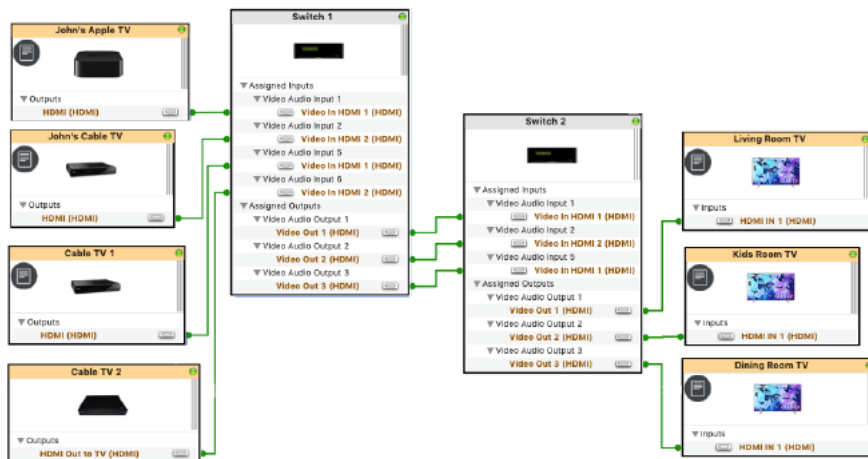 John's Apple TV
Outputs
HDMI (HDMI)
John's Cable TV
Outputs
HDMI (HDMI)
Cable TV 1
Outputs
HDMI (HDMI)
Cable TV 2
Outputs
HDMI Out to TV (HDMI)
Switch 1
Assigned Inputs
Video Audio Input 1
Video In HDMI 1 (HDMI)
Video Audio Input 2
Video In HDMI 2 (HDMI)
Video Audio Input 5
Video In HDMI 1 (HDMI)
Video Audio Input 6
Video In HDMI 2 (HDMI)
Assigned Outputs
Video Audio Output 1
Video Out 1 (HDMI)
Video Audio Output 2
Video Out 2 (HDMI)
Video Audio Output 3
Video Out 3 (HDMI)
Switch 2
Assigned Inputs
Video Audio Input 1
Video In HDMI 1 (HDMI)
Video Audio Input 2
Video In HDMI 2 (HDMI)
Video Audio Input 5
Video In HDMI 1 (HDMI)
Assigned Outputs
Video Audio Output 1
Video Out 1 (HDMI)
Video Audio Output 2
Video Out 2 (HDMI)
Video Audio Output 3
Video Out 3 (HDMI)
Living Room TV
Inputs
HDMI IN 1 (HDMI)
Kids Room TV
Inputs
HDMI IN 1 (HDMI)
Dining Room TV
Inputs
HDMI IN 1 (HDMI)